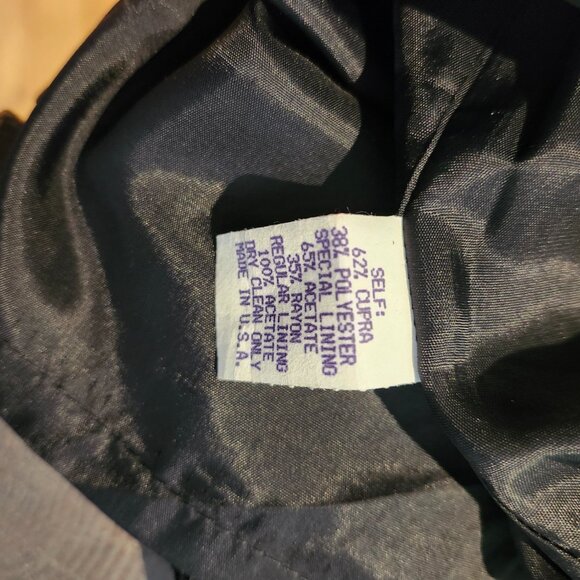 SELF:
62% CUPRA
38% POLYESTER
SPECIAL LINING
65% ACETATE
35% RAYON
REGULAR LINING
100% ACETATE
DRY CLEAN ONLY
MADE IN U.S.A.